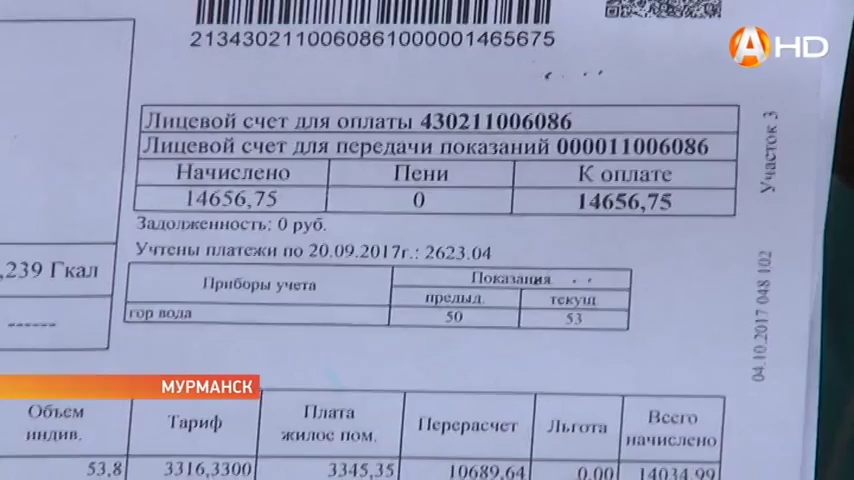 213430211006086100000146567​5
А HD
Лицевой счет для оплаты 430211006086
Лицевой счет для передачи показаний 000011006086
Начислено Пени К оплате
14656,75 0 14656,75
Задолженность: 0 руб.
Учтены платежи по 20.09.2017г.: 2623.04
Приборы учета Показания
предыд. текущ
гор вода 50 53
,239 Гкал
------
Участок 3
04.10.2017 048 102
МУРМАНСК
Объем индив. Тариф Плата жилое пом. Перерасчет Льгота Всего начислено
53,8 3316,3300 3345,35 10689,64 0,00 14034,99